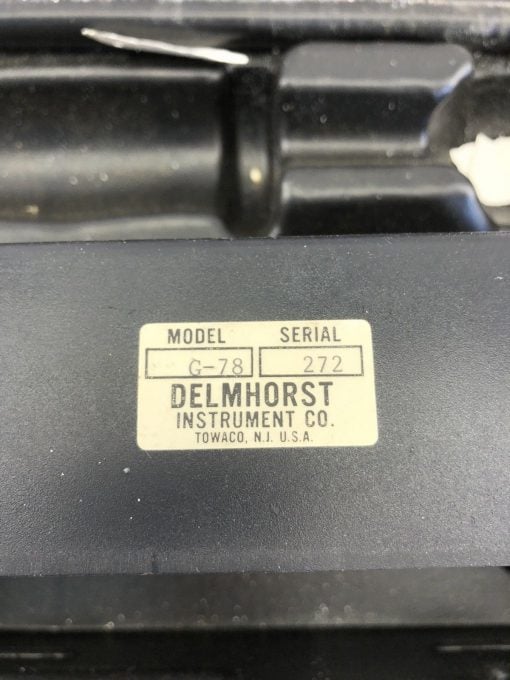 MODEL SERIAL
G-78 272
DELMHORST
INSTRUMENT CO.
TOWACO, N.J. U.S.A.